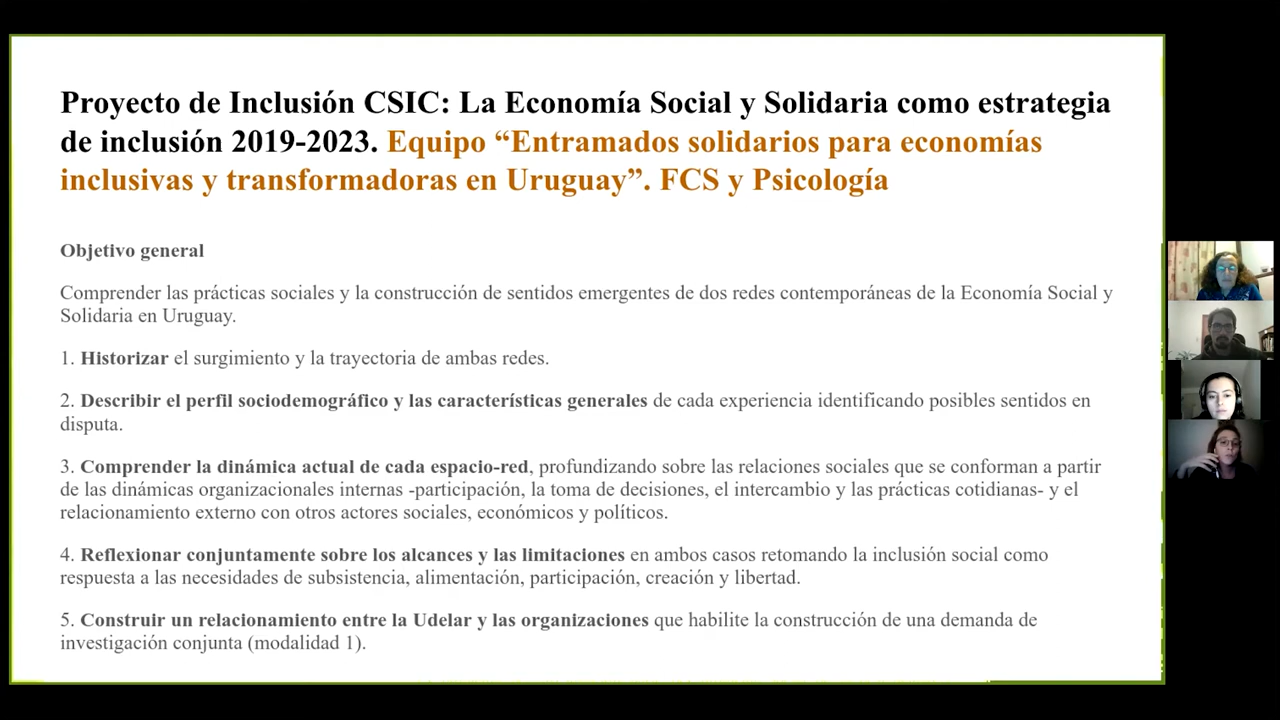 Proyecto de Inclusión CSIC: La Economía Social y Solidaria como estrategia
de inclusión 2019-2023. Equipo “Entramados solidarios para economías
inclusivas y transformadoras en Uruguay”. FCS y Psicología
Objetivo general
Comprender las prácticas sociales y la construcción de sentidos emergentes de dos redes contemporáneas de la Economía Social y
Solidaria en Uruguay.
1. Historizar el surgimiento y la trayectoria de ambas redes.
2. Describir el perfil sociodemográfico y las características generales de cada experiencia identificando posibles sentidos en
disputa.
3. Comprender la dinámica actual de cada espacio-red, profundizando sobre las relaciones sociales que se conforman a partir
de las dinámicas organizacionales internas -participación, la toma de decisiones, el intercambio y las prácticas cotidianas- y el
relacionamiento externo con otros actores sociales, económicos y políticos.
4. Reflexionar conjuntamente sobre los alcances y las limitaciones en ambos casos retomando la inclusión social como
respuesta a las necesidades de subsistencia, alimentación, participación, creación y libertad.
5. Construir un relacionamiento entre la Udelar y las organizaciones que habilite la construcción de una demanda de
investigación conjunta (modalidad 1).